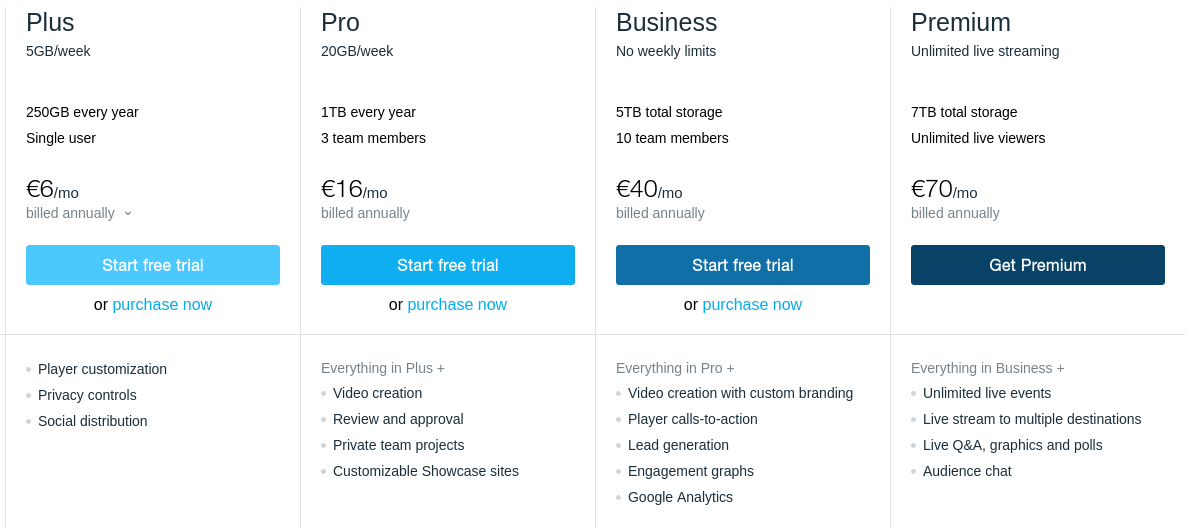 Plus
5GB/week
250GB every year
Single user
€6/mo
billed annually
Start free trial
or purchase now
Player customization
Privacy controls
Social distribution
Pro
20GB/week
1TB every year
3 team members
€16/mo
billed annually
Start free trial
or purchase now
Everything in Plus +
Video creation
Review and approval
Private team projects
Customizable Showcase sites
Business
No weekly limits
5TB total storage
10 team members
€40/mo
billed annually
Start free trial
or purchase now
Everything in Pro +
Video creation with custom branding
Player calls-to-action
Lead generation
Engagement graphs
Google Analytics
Premium
Unlimited live streaming
7TB total storage
Unlimited live viewers
€70/mo
billed annually
Get Premium
Everything in Business +
Unlimited live events
Live stream to multiple destinations
Live Q&A, graphics and polls
Audience chat